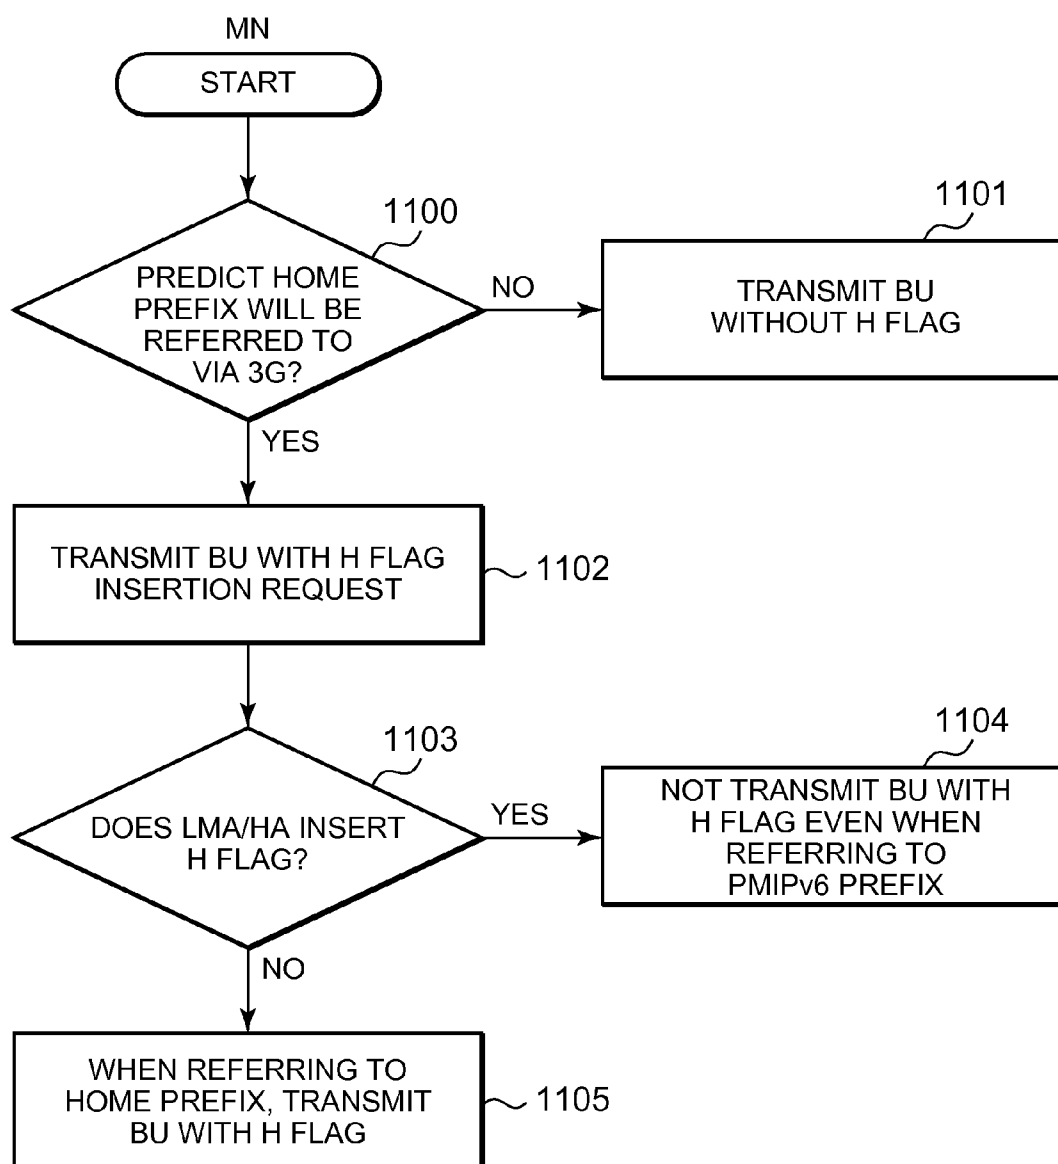 MN
START
1100
PREDICT HOME
PREFIX WILL BE
REFERRED TO
VIA 3G?
NO
1101
TRANSMIT BU
WITHOUT H FLAG
YES
TRANSMIT BU WITH H FLAG
INSERTION REQUEST
1102
1103
DOES LMA/HA INSERT
H FLAG?
YES
1104
NOT TRANSMIT BU WITH
H FLAG EVEN WHEN
REFERRING TO
PMIPv6 PREFIX
NO
WHEN REFERRING TO
HOME PREFIX, TRANSMIT
BU WITH H FLAG
1105